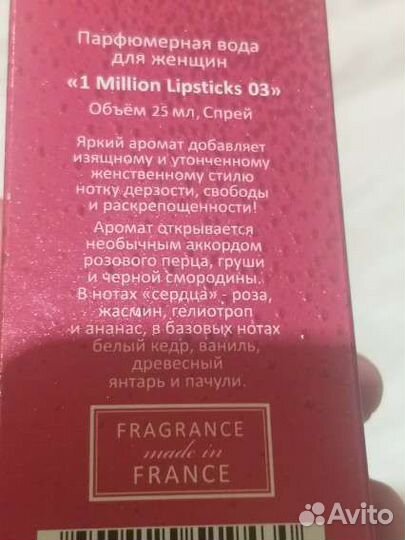 Парфюмерная вода
для женщин
«1 Million Lipsticks 03»
Объём 25 мл, Спрей
Яркий аромат добавляет
изящному и утонченному
женственному стилю
нотку дерзости, свободы
и раскрепощенности!
Аромат открывается
необычным аккордом
розового перца, груши
и черной смородины.
В нотах «сердца» - роза,
жасмин, гелиотроп
и ананас, в базовых нотах
белый кедр, ваниль,
древесный
янтарь и пачули.
FRAGRANCE
made in
FRANCE
Avito